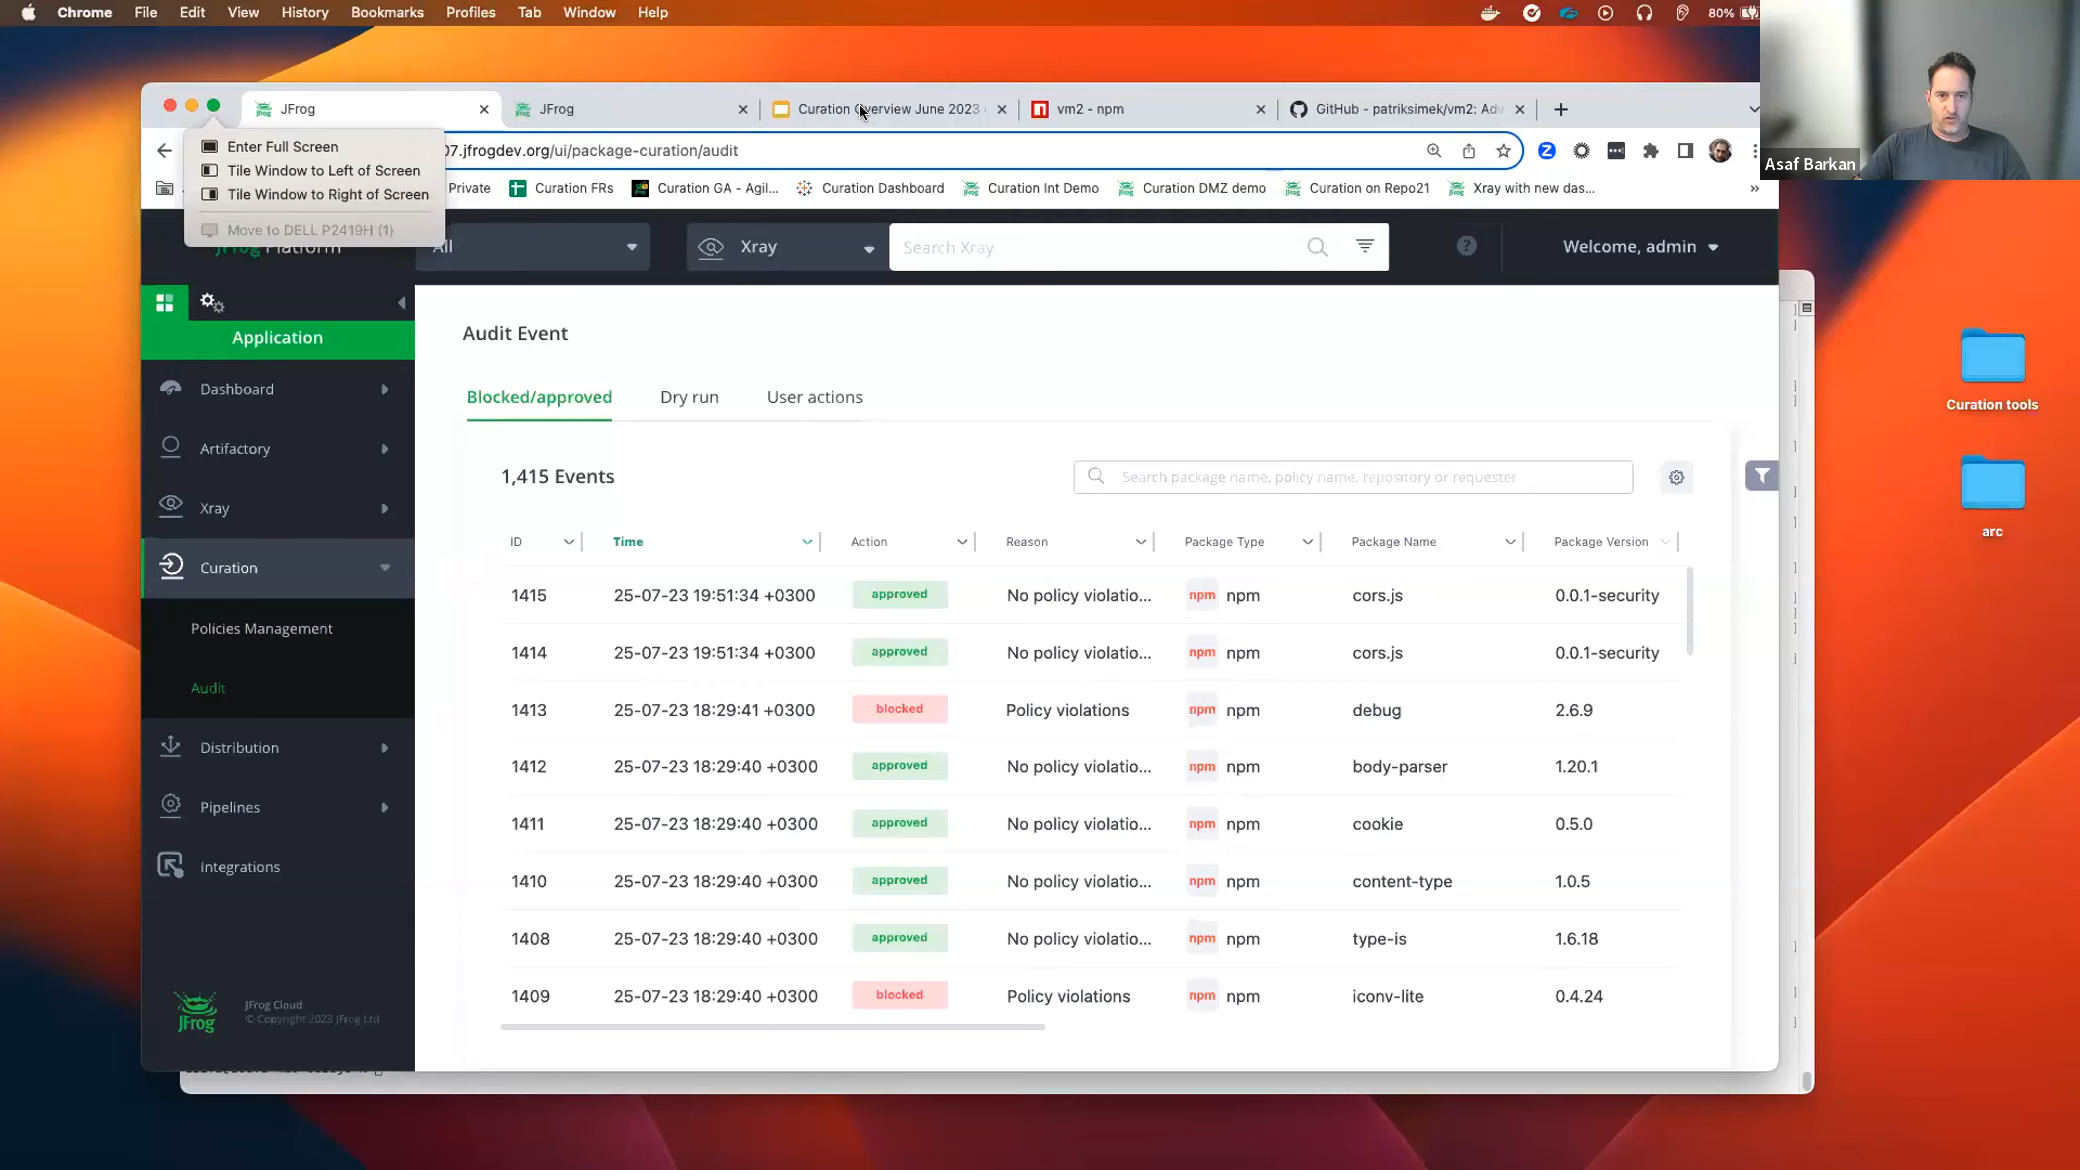 Chrome File Edit View History Bookmarks Profiles Tab Window Help 80%
JFrog JFrog Curation Overview June 2023 vm2 - npm GitHub - patriksimek/vm2: Adv
Enter Full Screen
Tile Window to Left of Screen
Tile Window to Right of Screen
Move to DELL P2419H (1)
07.jfrogdev.org/ui/package-curation/audit
Asaf Barkan
Private Curation FRs Curation GA - Agil... Curation Dashboard Curation Int Demo Curation DMZ demo Curation on Repo21 Xray with new das... »
JFrog Platform All Xray Search Xray ? Welcome, admin
Application
Dashboard
Artifactory
Xray
Curation
Policies Management
Audit
Distribution
Pipelines
Integrations
JFrog
JFrog Cloud
© Copyright 2023 JFrog Ltd
Audit Event
Blocked/approved Dry run User actions
1,415 Events Search package name, policy name, repository or requester
ID Time Action Reason Package Type Package Name Package Version
1415 25-07-23 19:51:34 +0300 approved No policy violatio... npm npm cors.js 0.0.1-security
1414 25-07-23 19:51:34 +0300 approved No policy violatio... npm npm cors.js 0.0.1-security
1413 25-07-23 18:29:41 +0300 blocked Policy violations npm npm debug 2.6.9
1412 25-07-23 18:29:40 +0300 approved No policy violatio... npm npm body-parser 1.20.1
1411 25-07-23 18:29:40 +0300 approved No policy violatio... npm npm cookie 0.5.0
1410 25-07-23 18:29:40 +0300 approved No policy violatio... npm npm content-type 1.0.5
1408 25-07-23 18:29:40 +0300 approved No policy violatio... npm npm type-is 1.6.18
1409 25-07-23 18:29:40 +0300 blocked Policy violations npm npm iconv-lite 0.4.24
Curation tools
arc